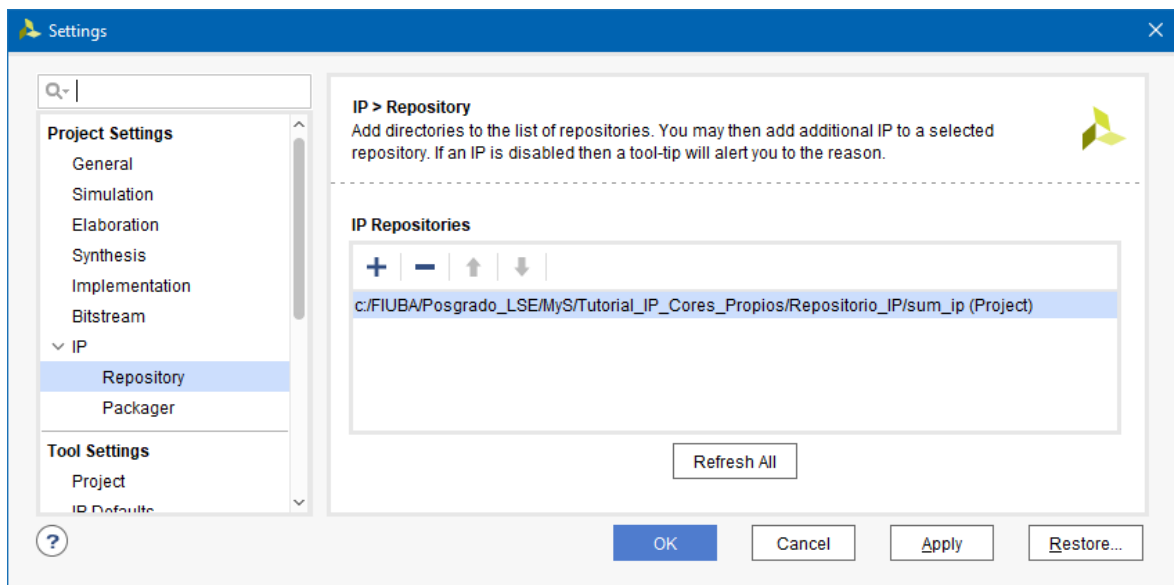 Settings
Project Settings
General
Simulation
Elaboration
Synthesis
Implementation
Bitstream
IP
Repository
Packager
Tool Settings
Project
IP Defaults
IP > Repository
Add directories to the list of repositories. You may then add additional IP to a selected
repository. If an IP is disabled then a tool-tip will alert you to the reason.
IP Repositories
c:/FIUBA/Posgrado_LSE/MyS/Tutorial_IP_Cores_Propios/Repositorio_IP/sum_ip (Project)
Refresh All
?
OK
Cancel
Apply
Restore...